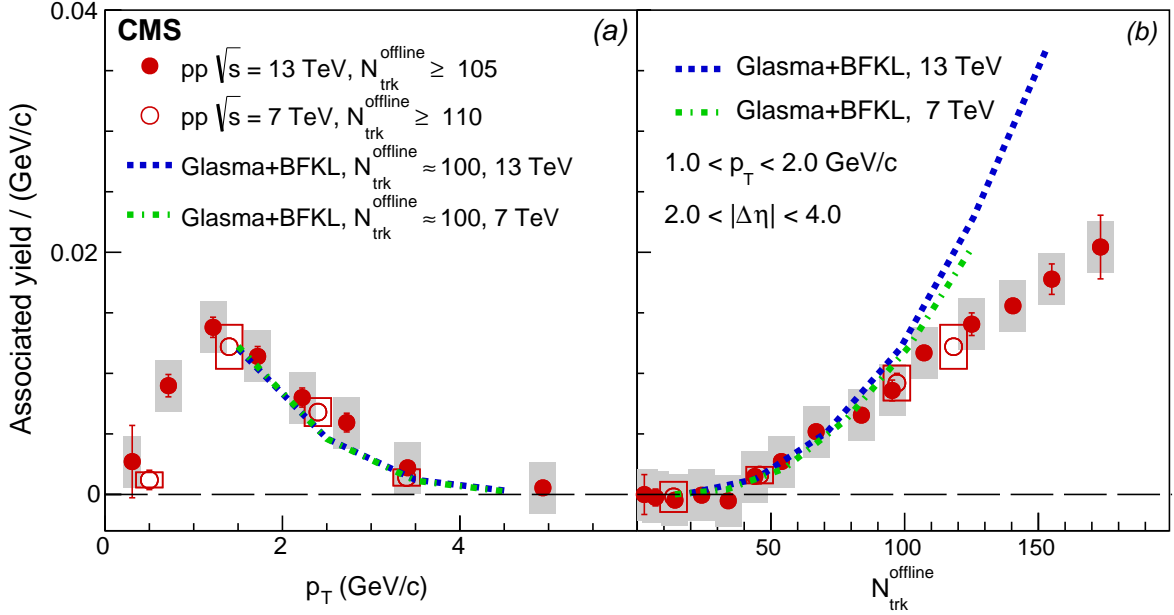 CMS
(a)
pp √s = 13 TeV, N_trk^offline ≥ 105
pp √s = 7 TeV, N_trk^offline ≥ 110
Glasma+BFKL, N_trk^offline ≈ 100, 13 TeV
Glasma+BFKL, N_trk^offline ≈ 100, 7 TeV
(b)
Glasma+BFKL, 13 TeV
Glasma+BFKL, 7 TeV
1.0 < p_T < 2.0 GeV/c
2.0 < |Δη| < 4.0
Associated yield / (GeV/c)
0.04
0.02
0
0 2 4
p_T (GeV/c)
50 100 150
N_trk^offline